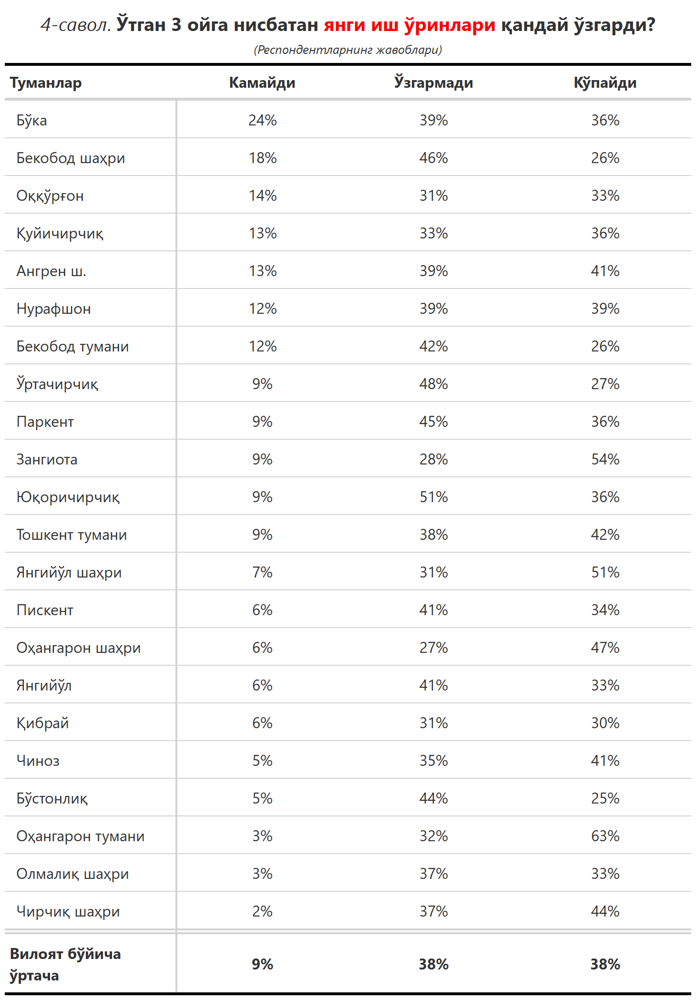 4-савол. Ўтган 3 ойга нисбатан янги иш ўринлари қандай ўзгарди?
(Респондентларнинг жавоблари)
Туманлар Камайди Ўзгармади Кўпайди
Бўка 24% 39% 36%
Бекобод шаҳри 18% 46% 26%
Оққўрғон 14% 31% 33%
Қуйичирчиқ 13% 33% 36%
Ангрен ш. 13% 39% 41%
Нурафшон 12% 39% 39%
Бекобод тумани 12% 42% 26%
Ўртачирчиқ 9% 48% 27%
Паркент 9% 45% 36%
Зангиота 9% 28% 54%
Юқоричирчиқ 9% 51% 36%
Тошкент тумани 9% 38% 42%
Янгийўл шаҳри 7% 31% 51%
Пискент 6% 41% 34%
Оҳангарон шаҳри 6% 27% 47%
Янгийўл 6% 41% 33%
Қибрай 6% 31% 30%
Чиноз 5% 35% 41%
Бўстонлиқ 5% 44% 25%
Оҳангарон тумани 3% 32% 63%
Олмалиқ шаҳри 3% 37% 33%
Чирчиқ шаҳри 2% 37% 44%
Вилоят бўйича
ўртача 9% 38% 38%